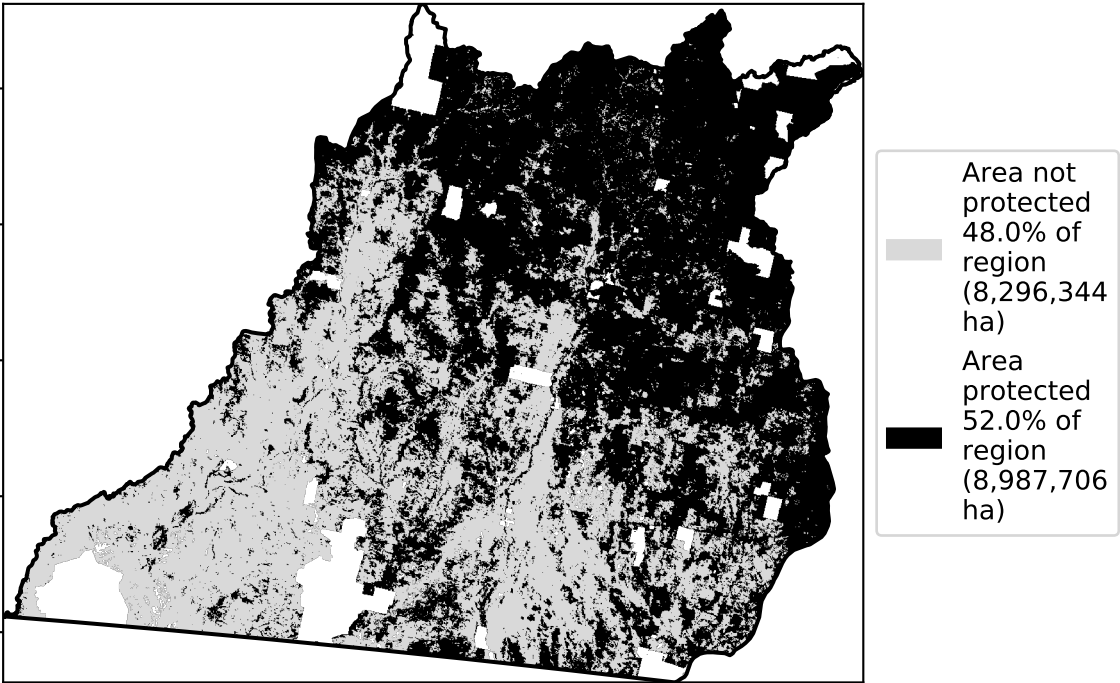 Area not
protected
48.0% of
region
(8,296,344
ha)
Area
protected
52.0% of
region
(8,987,706
ha)